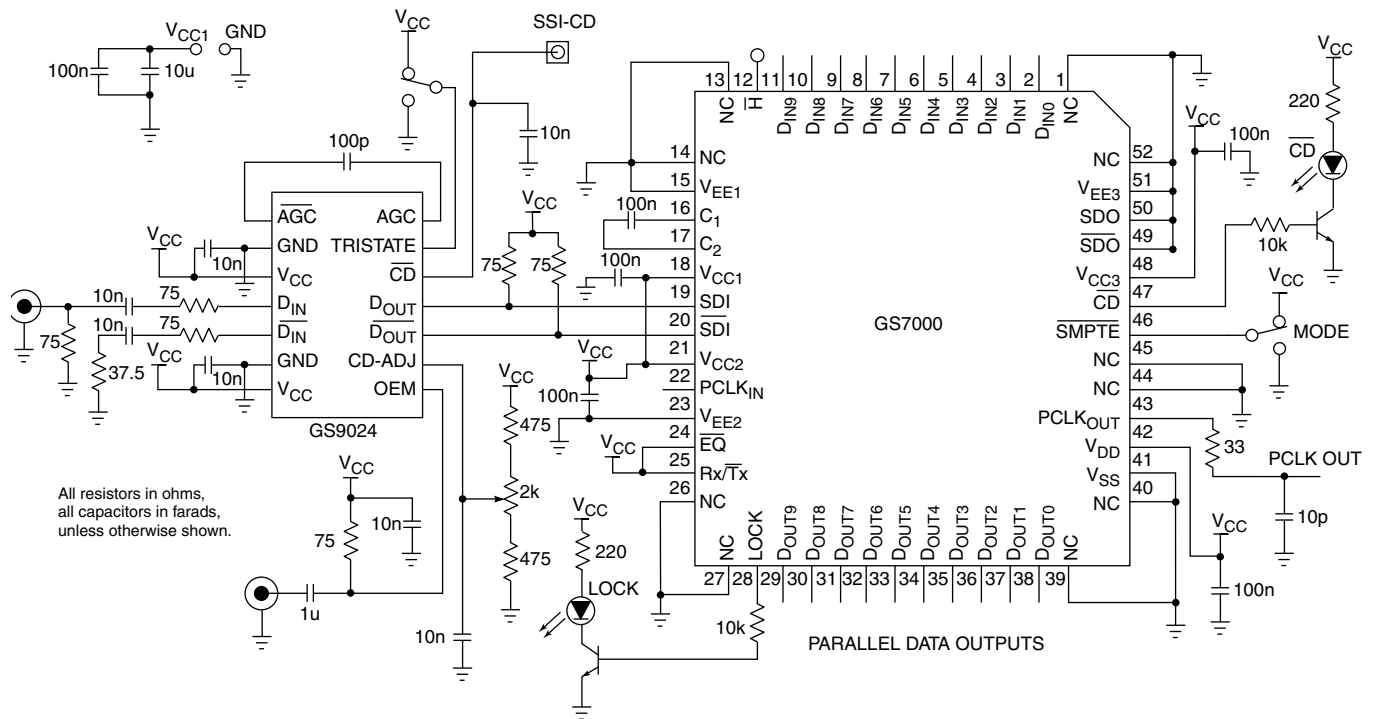 VCC1 GND
100n 10u
VCC
SSI-CD
10n
100p
AGC AGC
GND TRISTATE
VCC CD
DIN DOUT
DIN DOUT
GND CD-ADJ
VCC OEM
GS9024
VCC
10n
10n 75
10n 75
75
37.5
VCC
10n
VCC
75 75
VCC
475
2k
475
All resistors in ohms,
all capacitors in farads,
unless otherwise shown.
VCC
75
10n
1u
10n
13 12 11 10 9 8 7 6 5 4 3 2 1
NC H DIN9 DIN8 DIN7 DIN6 DIN5 DIN4 DIN3 DIN2 DIN1 DIN0 NC
14 NC
15 VEE1
16 C1
17 C2
18 VCC1
19 SDI
20 SDI
21 VCC2
22 PCLKIN
23 VEE2
24 EQ
25 Rx/Tx
26 NC
100n
100n
VCC
100n
VCC
GS7000
NC 52
VEE3 51
SDO 50
SDO 49
VCC3 48
CD 47
SMPTE 46
NC 45
NC 44
PCLKOUT 43
VDD 42
VSS 41
NC 40
NC LOCK DOUT9 DOUT8 DOUT7 DOUT6 DOUT5 DOUT4 DOUT3 DOUT2 DOUT1 DOUT0 NC
27 28 29 30 31 32 33 34 35 36 37 38 39
VCC
220
LOCK
10k
PARALLEL DATA OUTPUTS
VCC
100n
VCC
220
CD
10k
VCC
MODE
33
PCLK OUT
10p
VCC
100n